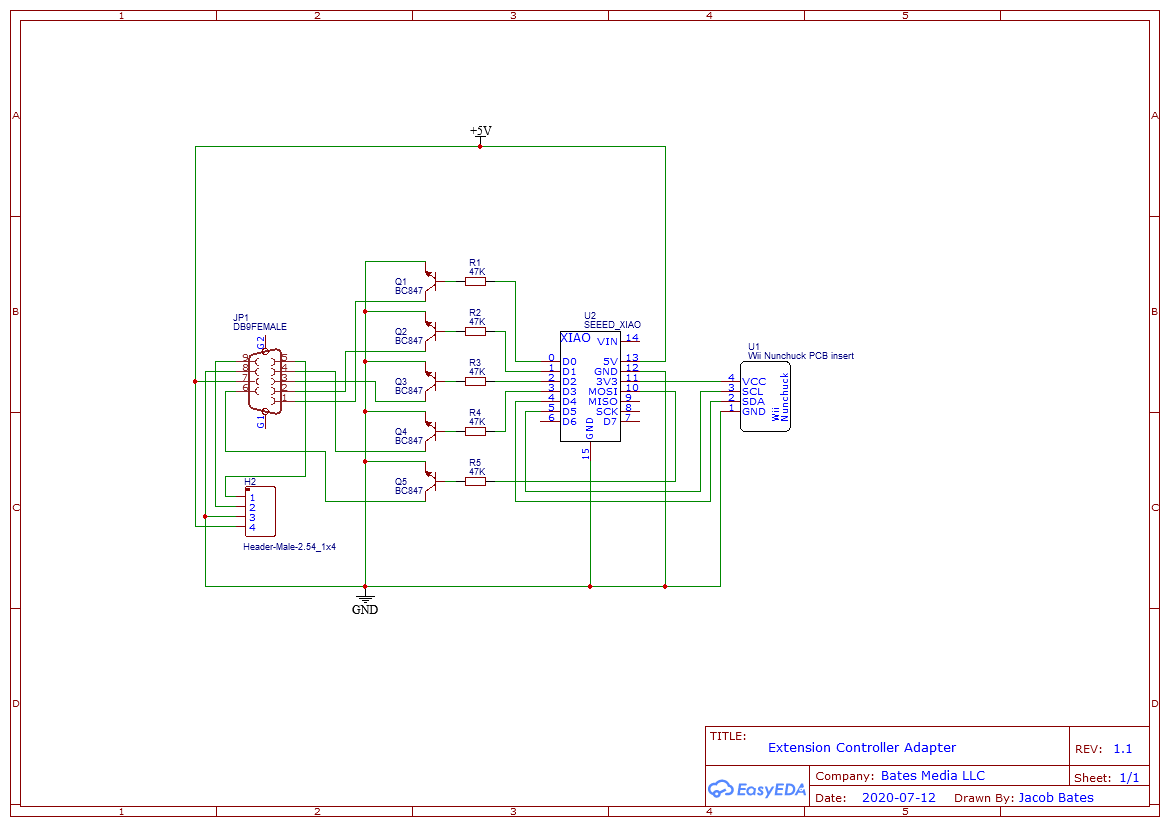 1 2 3 4 5
A A
+5V
B B
R1
47K
Q1
BC847
R2
47K
Q2
BC847
R3
47K
Q3
BC847
R4
47K
Q4
BC847
R5
47K
Q5
BC847
JP1
DB9FEMALE
G2
9 5
8 4
7 3
6 2
1
G1
U2
SEEED_XIAO
XIAO VIN 14
0 D0 5V 13
1 D1 GND 12
2 D2 3V3 11
3 D3 MOSI 10
4 D4 MISO 9
5 D5 SCK 8
6 D6 D7 7
GND
15
U1
Wii Nunchuck PCB insert
4 VCC
3 SCL
2 SDA
1 GND
Wii
Nunchuck
C C
H2
1
2
3
4
Header-Male-2.54_1x4
GND
D D
TITLE:
Extension Controller Adapter
REV: 1.1
EasyEDA
Company: Bates Media LLC
Sheet: 1/1
Date: 2020-07-12 Drawn By: Jacob Bates
1 2 3 4 5